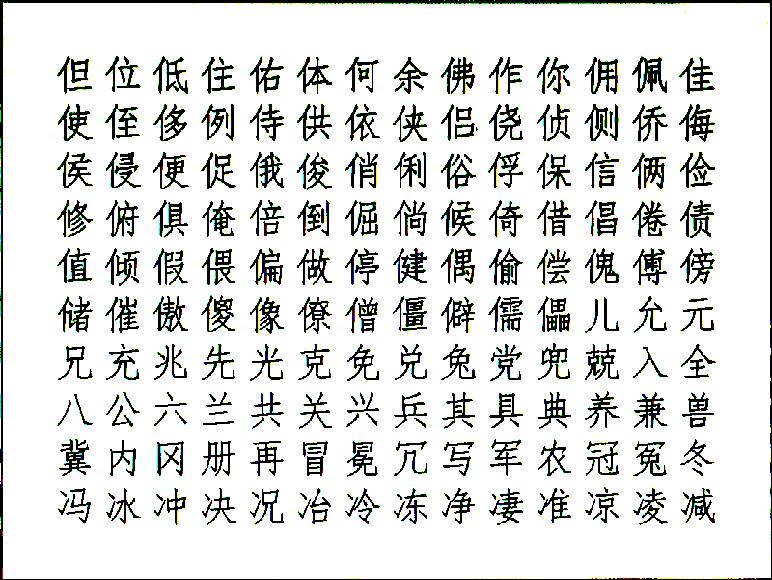 但位低住佑体何余佛作你佣佩佳
使侄侈例侍供依侠侣侥侦侧侨侮
侯侵便促俄俊俏俐俗俘保信俩俭
修俯俱俺倍倒倔倘候倚借倡倦债
值倾假偎偏做停健偶偷偿傀傅傍
储催傲傻像僚僧僵僻儒儡儿允元
兄充兆先光克免兑兔党兜兢入全
八公六兰共关兴兵其具典养兼兽
冀内冈册再冒冕冗写军农冠冤冬
冯冰冲决况冶冷冻净凄准凉凌减